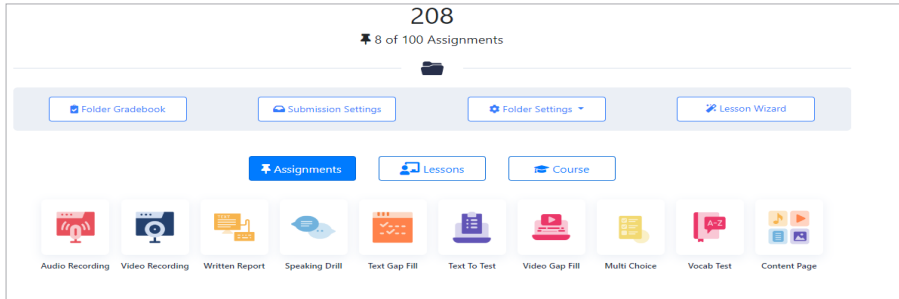 208
8 of 100 Assignments
Folder Gradebook Submission Settings Folder Settings Lesson Wizard
Assignments Lessons Course
TEXT A-Z
Audio Recording Video Recording Written Report Speaking Drill Text Gap Fill Text To Test Video Gap Fill Multi Choice Vocab Test Content Page